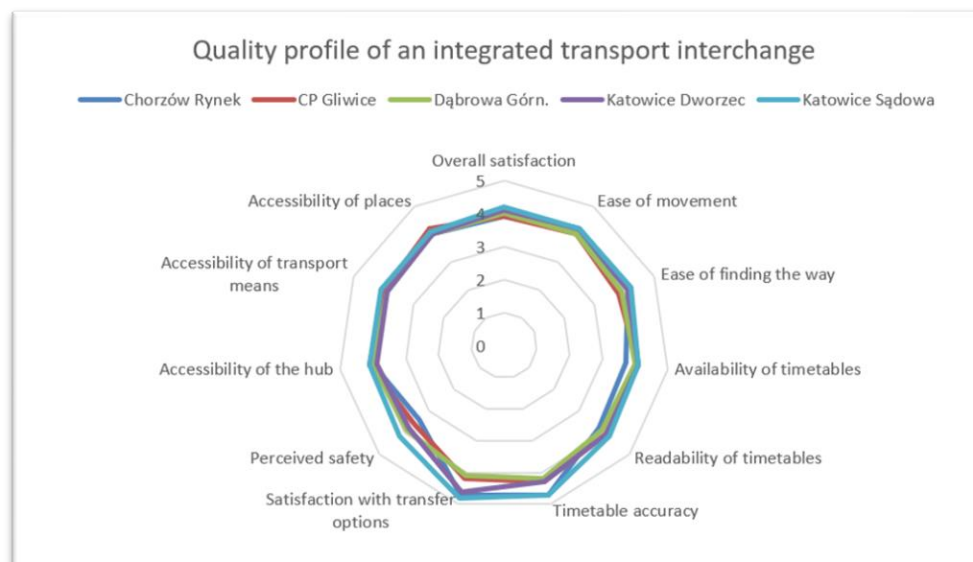 Quality profile of an integrated transport interchange
Chorzów Rynek CP Gliwice Dąbrowa Górn. Katowice Dworzec Katowice Sądowa
Overall satisfaction
Ease of movement
Ease of finding the way
Availability of timetables
Readability of timetables
Timetable accuracy
Satisfaction with transfer
options
Perceived safety
Accessibility of the hub
Accessibility of transport
means
Accessibility of places
5
4
3
2
1
0